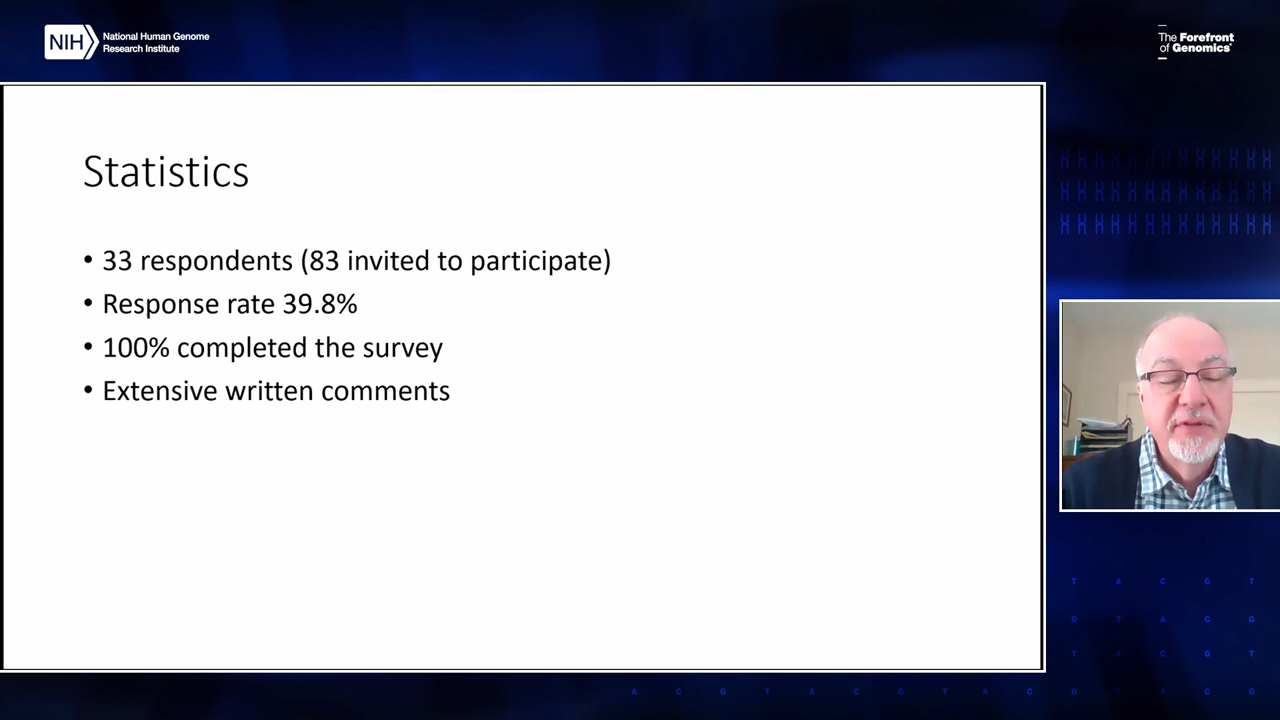 NIH
National Human Genome
Research Institute
The Forefront
of Genomics®
Statistics
• 33 respondents (83 invited to participate)
• Response rate 39.8%
• 100% completed the survey
• Extensive written comments
T A C G T
G T A C G
T A C G T
A C G T A C G T A C G T A C G